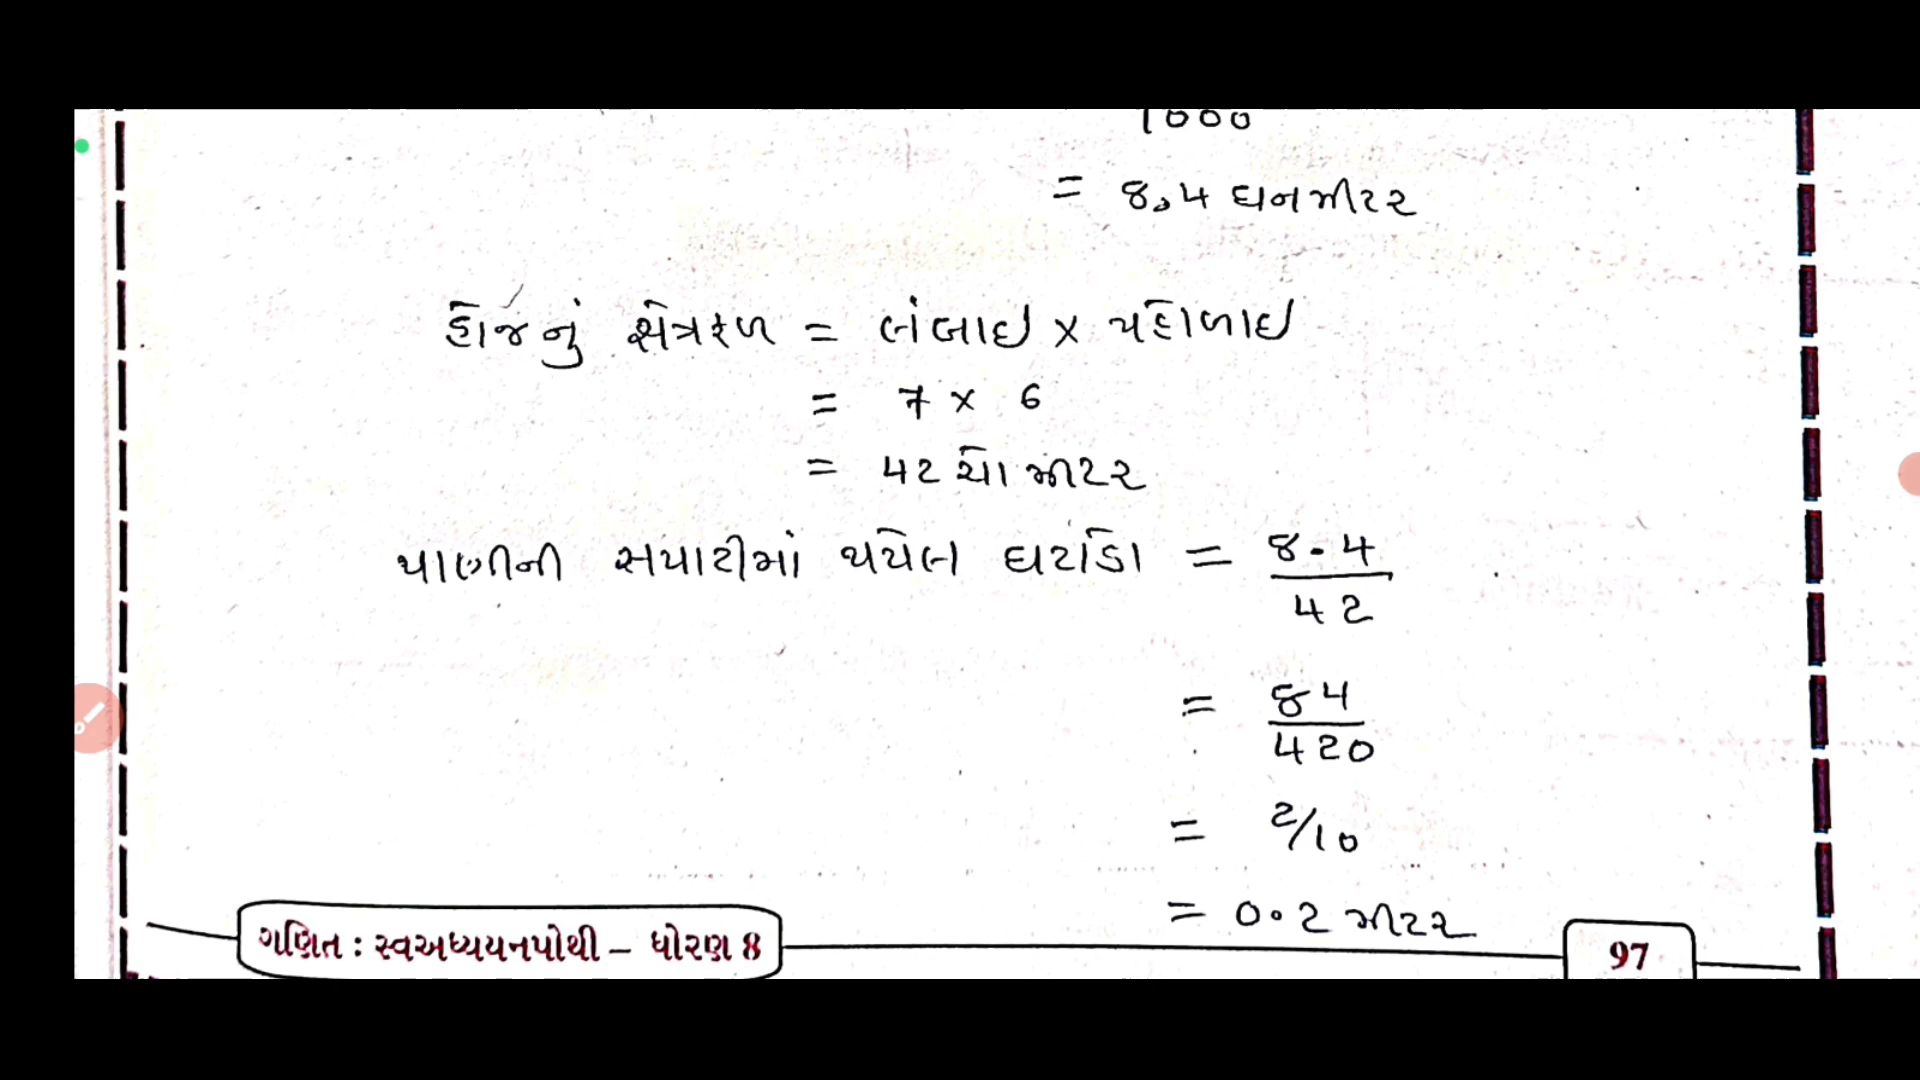 1000
= 8.4 ઘનમીટર
હોજનું ક્ષેત્રફળ = લંબાઇ × પહોળાઇ
= 7 × 6
= 42 ચો મીટર
પાણીની સપાટીમાં થયેલ ઘટાડો = 8.4
42
= 84
420
= 2/10
= 0.2 મીટર
ગણિત : સ્વઅધ્યયનપોથી – ધોરણ 8
97